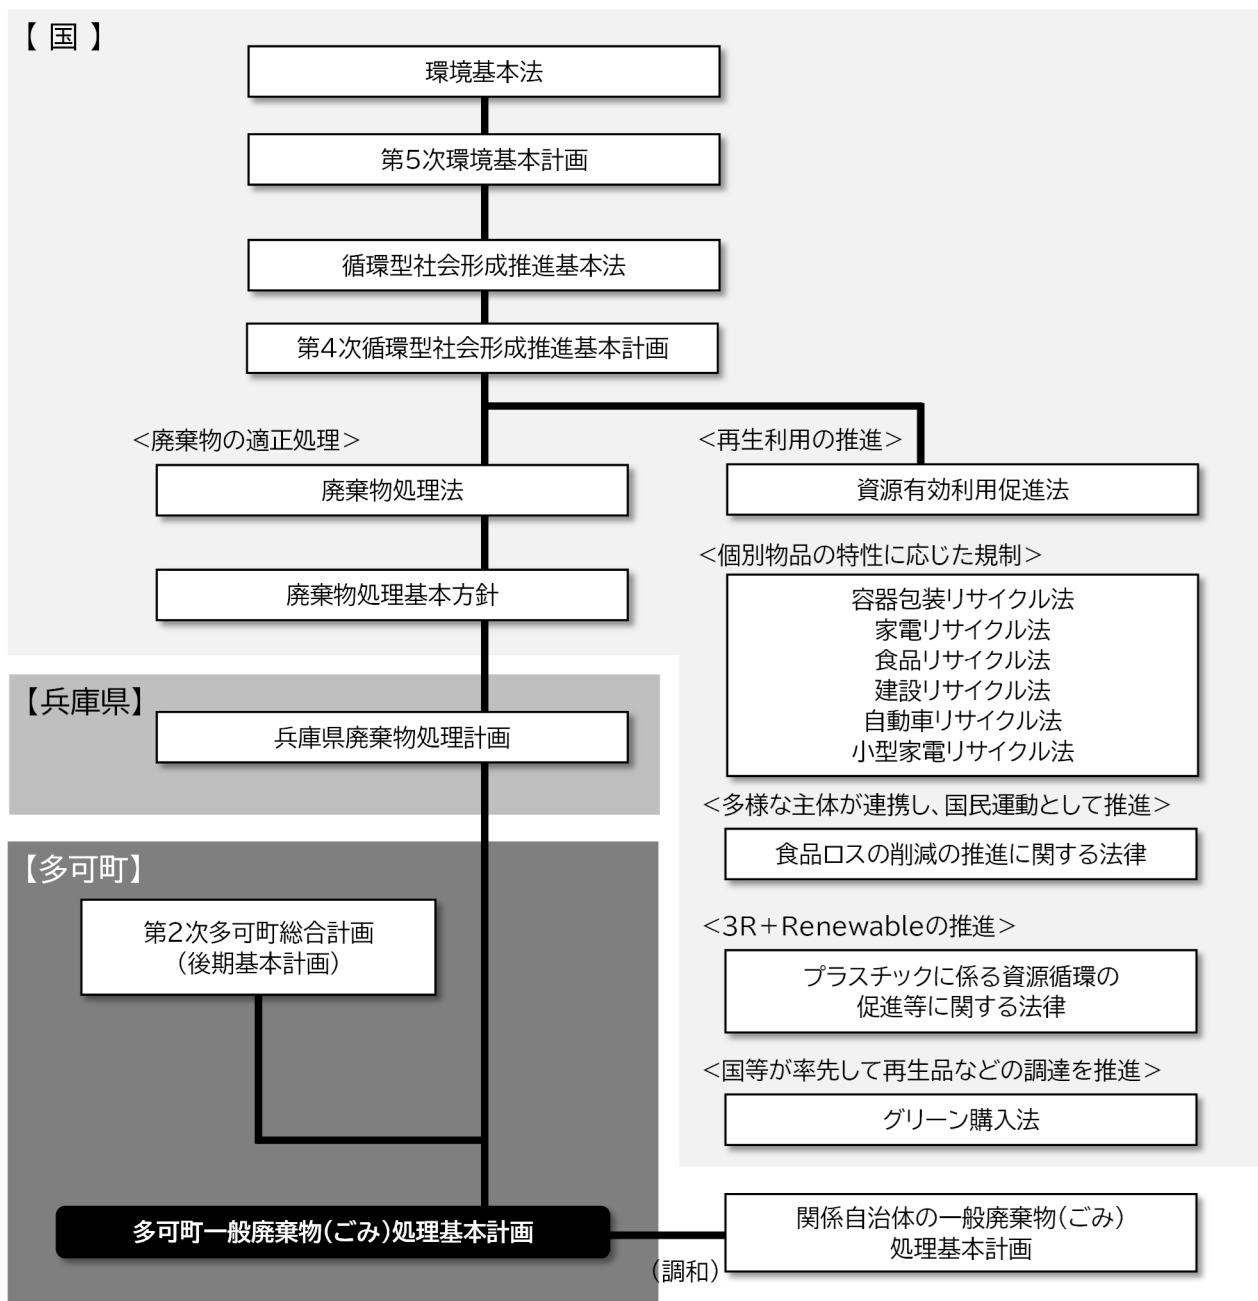 【 国 】
環境基本法
第5次環境基本計画
循環型社会形成推進基本法
第4次循環型社会形成推進基本計画
＜廃棄物の適正処理＞
廃棄物処理法
廃棄物処理基本方針
＜再生利用の推進＞
資源有効利用促進法
＜個別物品の特性に応じた規制＞
容器包装リサイクル法
家電リサイクル法
食品リサイクル法
建設リサイクル法
自動車リサイクル法
小型家電リサイクル法
＜多様な主体が連携し、国民運動として推進＞
食品ロスの削減の推進に関する法律
＜3R＋Renewableの推進＞
プラスチックに係る資源循環の
促進等に関する法律
＜国等が率先して再生品などの調達を推進＞
グリーン購入法
【兵庫県】
兵庫県廃棄物処理計画
【多可町】
第2次多可町総合計画
（後期基本計画）
多可町一般廃棄物（ごみ）処理基本計画
（調和）
関係自治体の一般廃棄物（ごみ）
処理基本計画